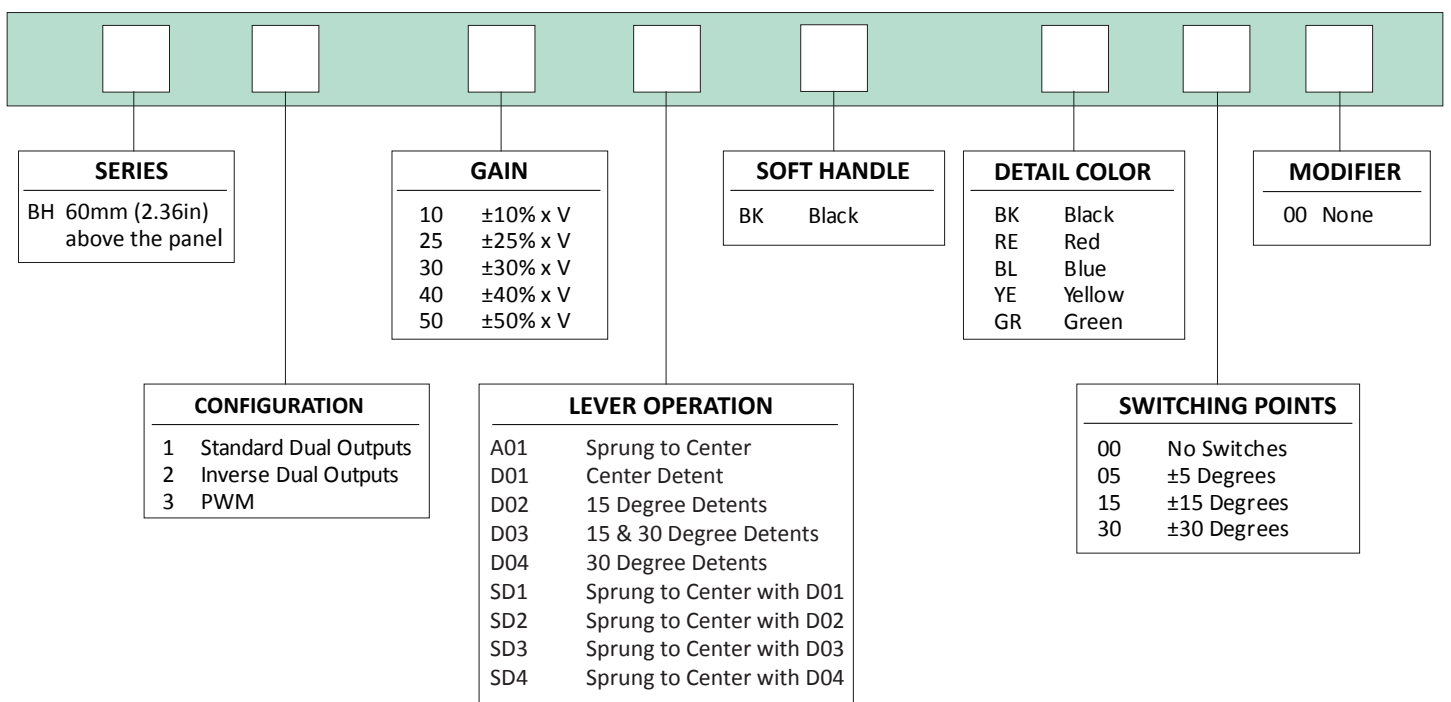 SERIES
BH 60mm (2.36in)
above the panel
GAIN
10 ±10% x V
25 ±25% x V
30 ±30% x V
40 ±40% x V
50 ±50% x V
SOFT HANDLE
BK Black
DETAIL COLOR
BK Black
RE Red
BL Blue
YE Yellow
GR Green
MODIFIER
00 None
CONFIGURATION
1 Standard Dual Outputs
2 Inverse Dual Outputs
3 PWM
LEVER OPERATION
A01 Sprung to Center
D01 Center Detent
D02 15 Degree Detents
D03 15 & 30 Degree Detents
D04 30 Degree Detents
SD1 Sprung to Center with D01
SD2 Sprung to Center with D02
SD3 Sprung to Center with D03
SD4 Sprung to Center with D04
SWITCHING POINTS
00 No Switches
05 ±5 Degrees
15 ±15 Degrees
30 ±30 Degrees